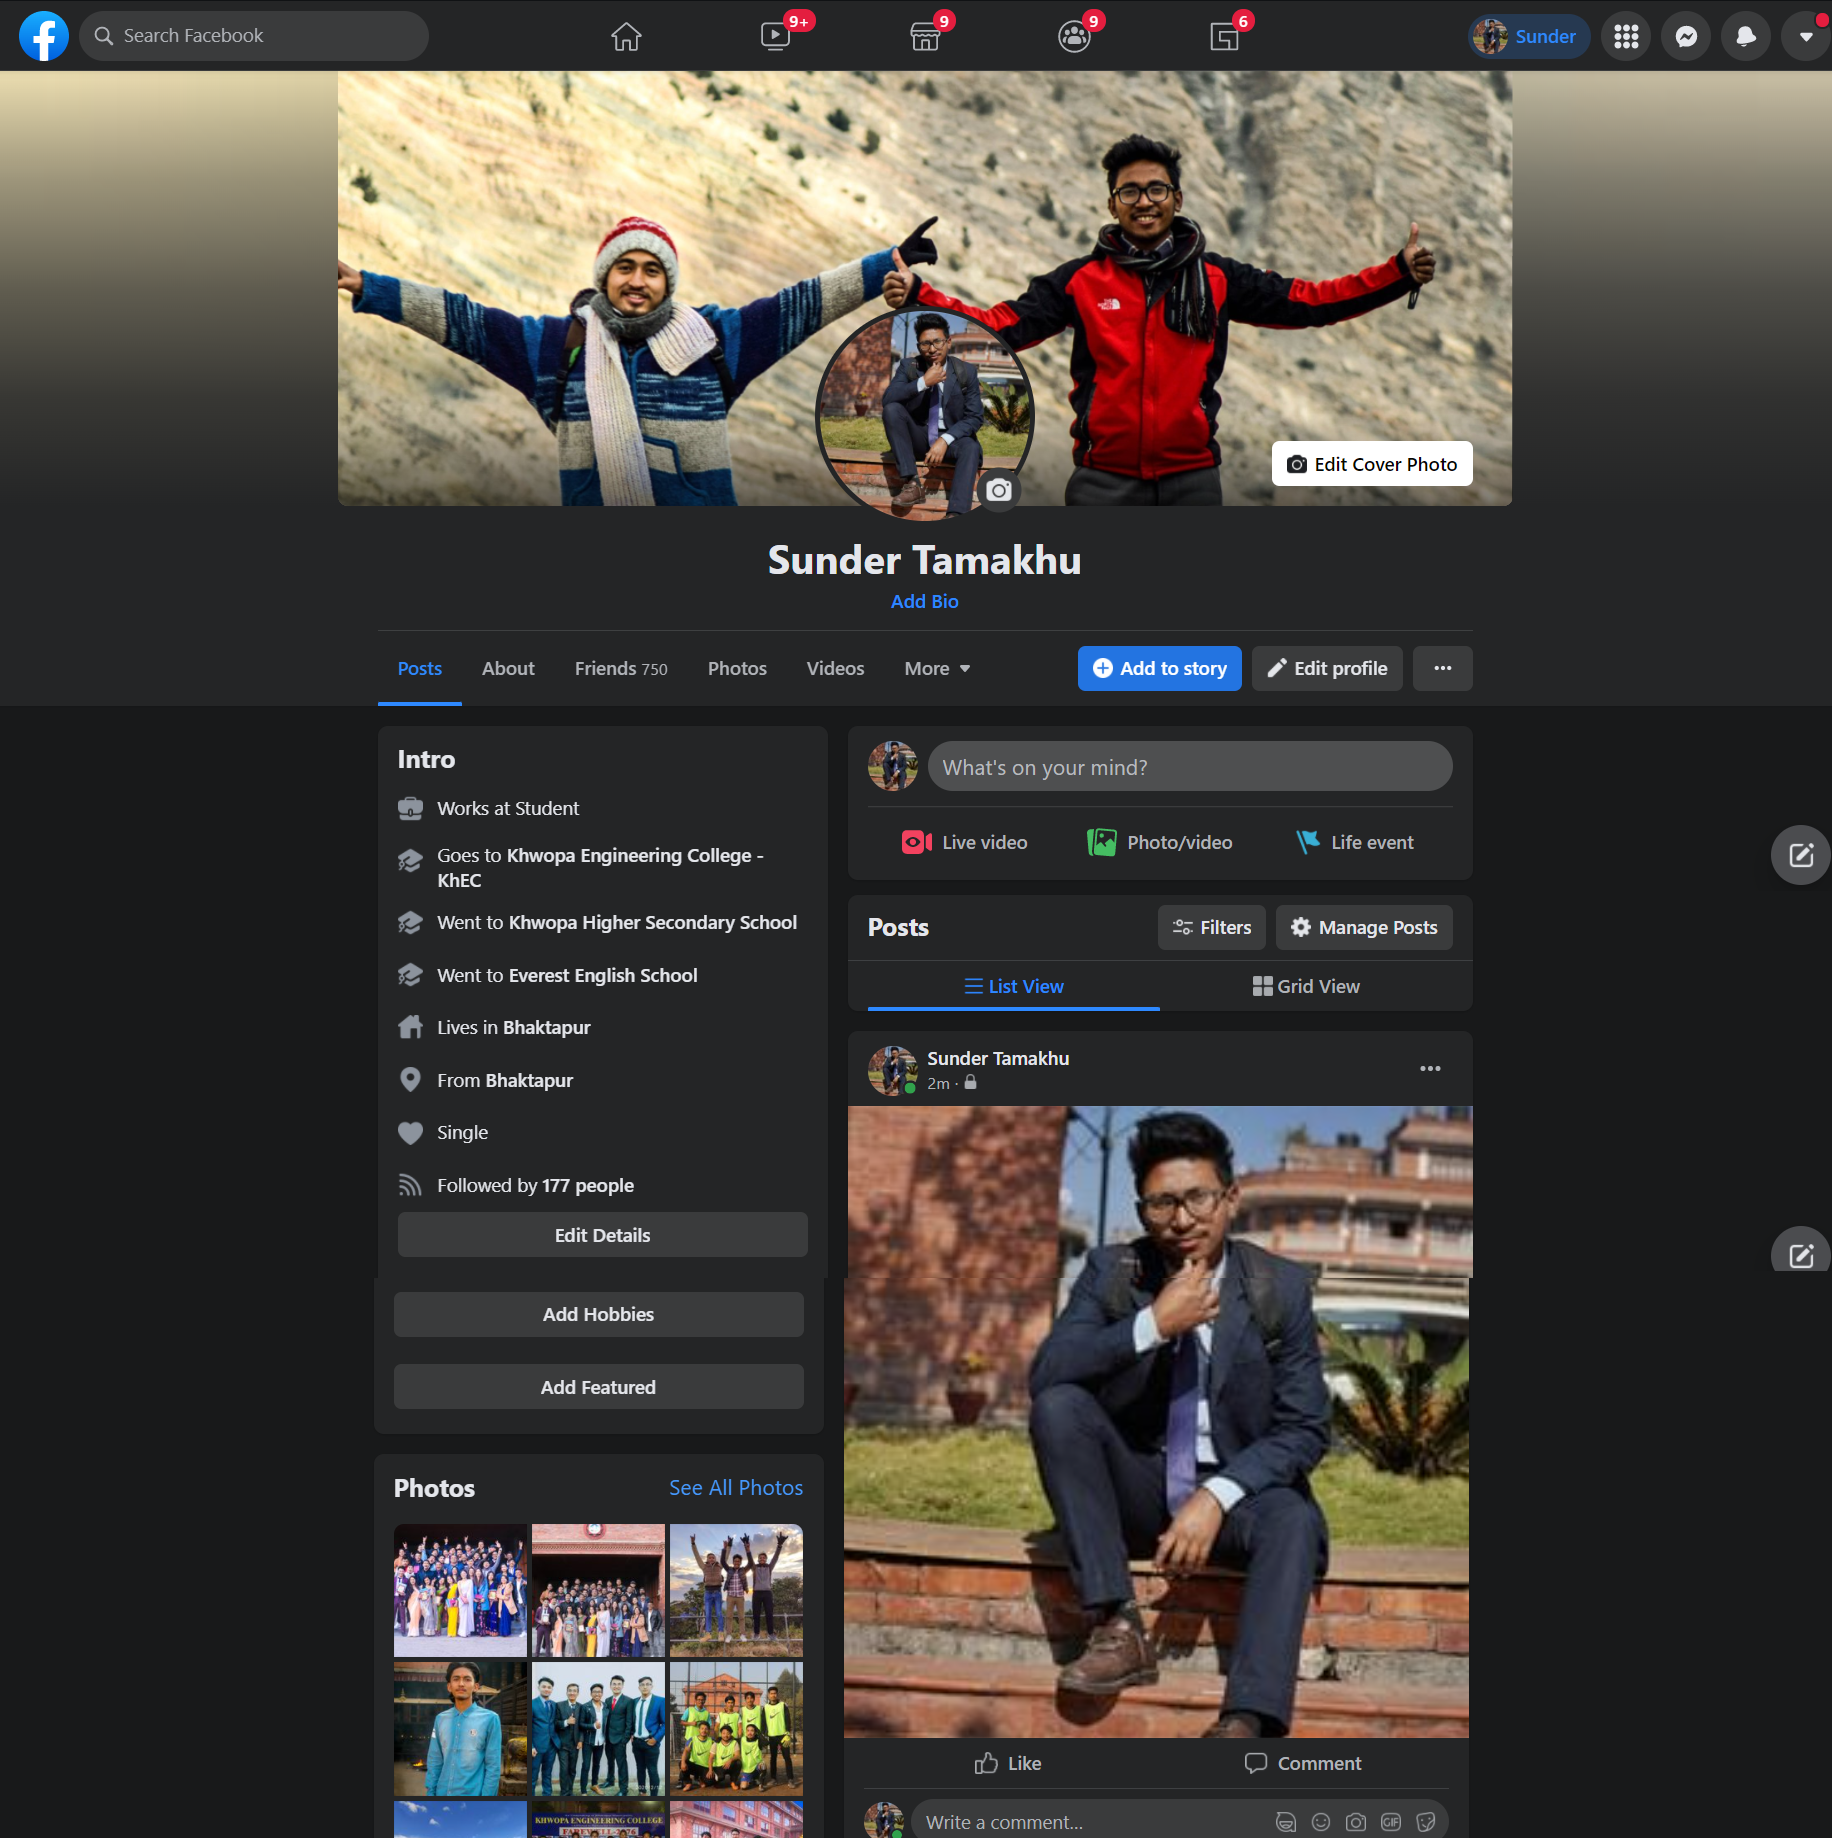 Search Facebook
9+
9
9
6
Sunder
THE NORTH FACE
Edit Cover Photo
Sunder Tamakhu
Add Bio
Posts
About
Friends 750
Photos
Videos
More
Add to story
Edit profile
Intro
Works at Student
Goes to Khwopa Engineering College -
KhEC
Went to Khwopa Higher Secondary School
Went to Everest English School
Lives in Bhaktapur
From Bhaktapur
Single
Followed by 177 people
Edit Details
Add Hobbies
Add Featured
Photos
See All Photos
KHWOPA ENGINEERING COLLEGE
What's on your mind?
Live video
Photo/video
Life event
Posts
Filters
Manage Posts
List View
Grid View
Sunder Tamakhu
2m ·
Like
Comment
Write a comment...
GIF